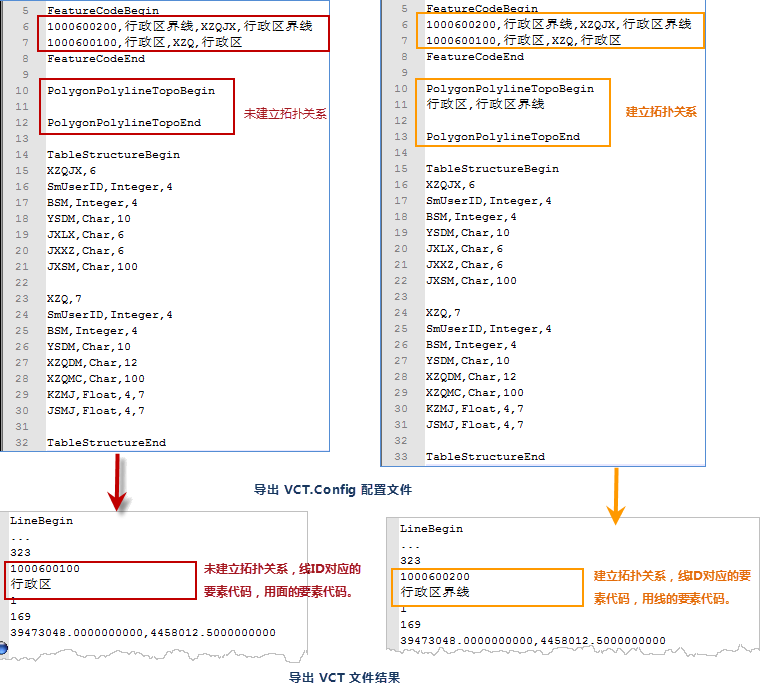 5 FeatureCodeBegin
6 1000600200,行政区界线,XZQJX,行政区界线
7 1000600100,行政区,XZQ,行政区
8 FeatureCodeEnd
9
10 PolygonPolylineTopoBegin
11
12 PolygonPolylineTopoEnd
未建立拓扑关系
13
14 TableStructureBegin
15 XZQJX,6
16 SmUserID,Integer,4
17 BSM,Integer,4
18 YSDM,Char,10
19 JXLX,Char,6
20 JXXZ,Char,6
21 JXSM,Char,100
22
23 XZQ,7
24 SmUserID,Integer,4
25 BSM,Integer,4
26 YSDM,Char,10
27 XZQDM,Char,12
28 XZQMC,Char,100
29 KZMJ,Float,4,7
30 JSMJ,Float,4,7
31
32 TableStructureEnd
5 FeatureCodeBegin
6 1000600200,行政区界线,XZQJX,行政区界线
7 1000600100,行政区,XZQ,行政区
8 FeatureCodeEnd
9
10 PolygonPolylineTopoBegin
11 行政区,行政区界线
12
13 PolygonPolylineTopoEnd
建立拓扑关系
14
15 TableStructureBegin
16 XZQJX,6
17 SmUserID,Integer,4
18 BSM,Integer,4
19 YSDM,Char,10
20 JXLX,Char,6
21 JXXZ,Char,6
22 JXSM,Char,100
23
24 XZQ,7
25 SmUserID,Integer,4
26 BSM,Integer,4
27 YSDM,Char,10
28 XZQDM,Char,12
29 XZQMC,Char,100
30 KZMJ,Float,4,7
31 JSMJ,Float,4,7
32
33 TableStructureEnd
导出 VCT.Config 配置文件
LineBegin
...
323
1000600100
行政区
1
169
39473048.0000000000,4458012.5000000000
未建立拓扑关系，线ID对应的
要素代码，用面的要素代码。
LineBegin
...
323
1000600200
行政区界线
1
169
39473048.0000000000,4458012.5000000000
建立拓扑关系，线ID对应的要
素代码，用线的要素代码。
导出 VCT 文件结果